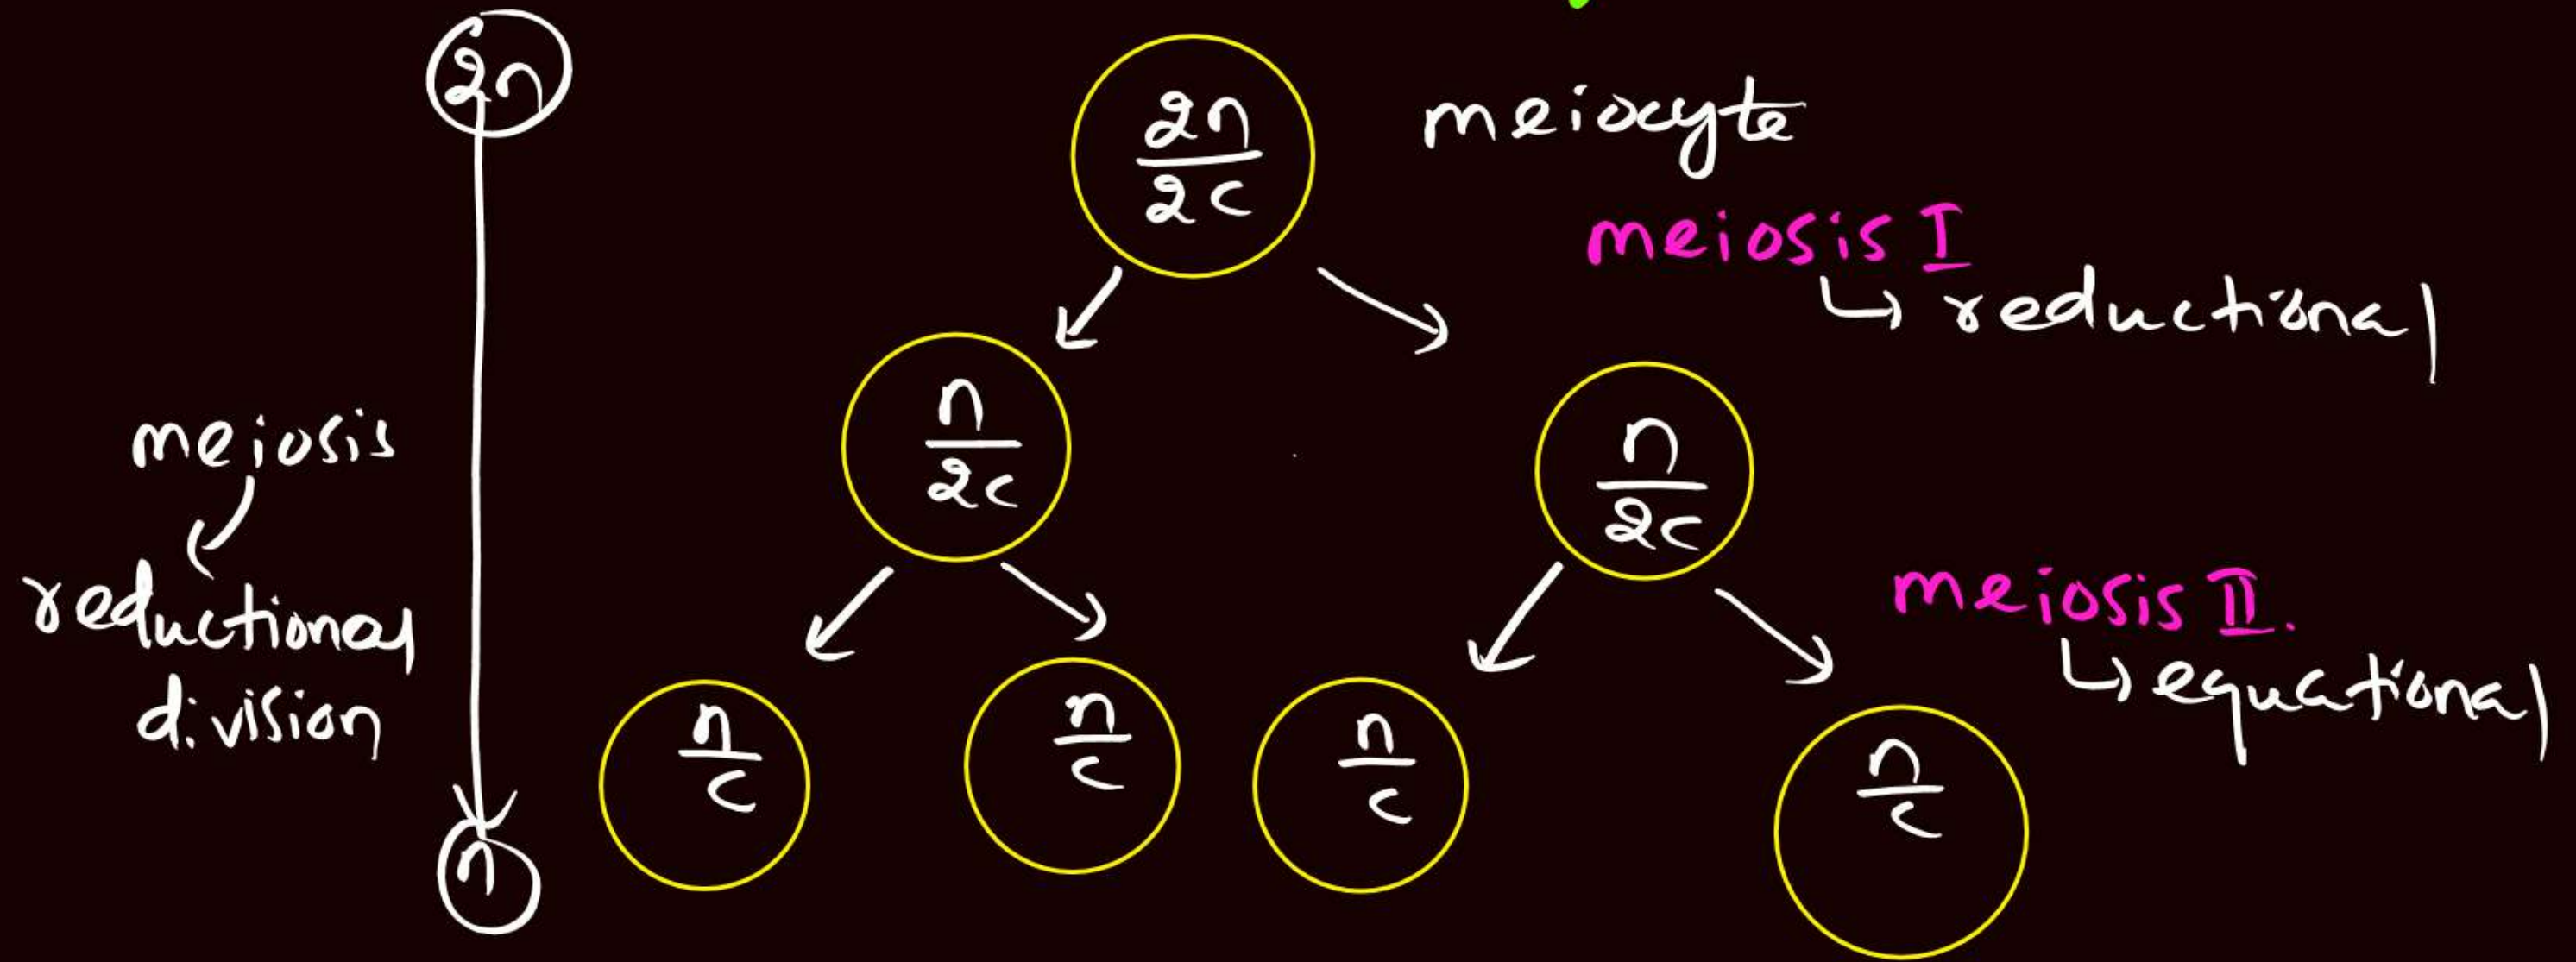 2n
meiosis
reductional
division
n
2n
2c
meiocyte
meiosis I
↳ reductional
n
2c
n
2c
meiosis II.
↳ equational
n
c
n
c
n
c
n
c